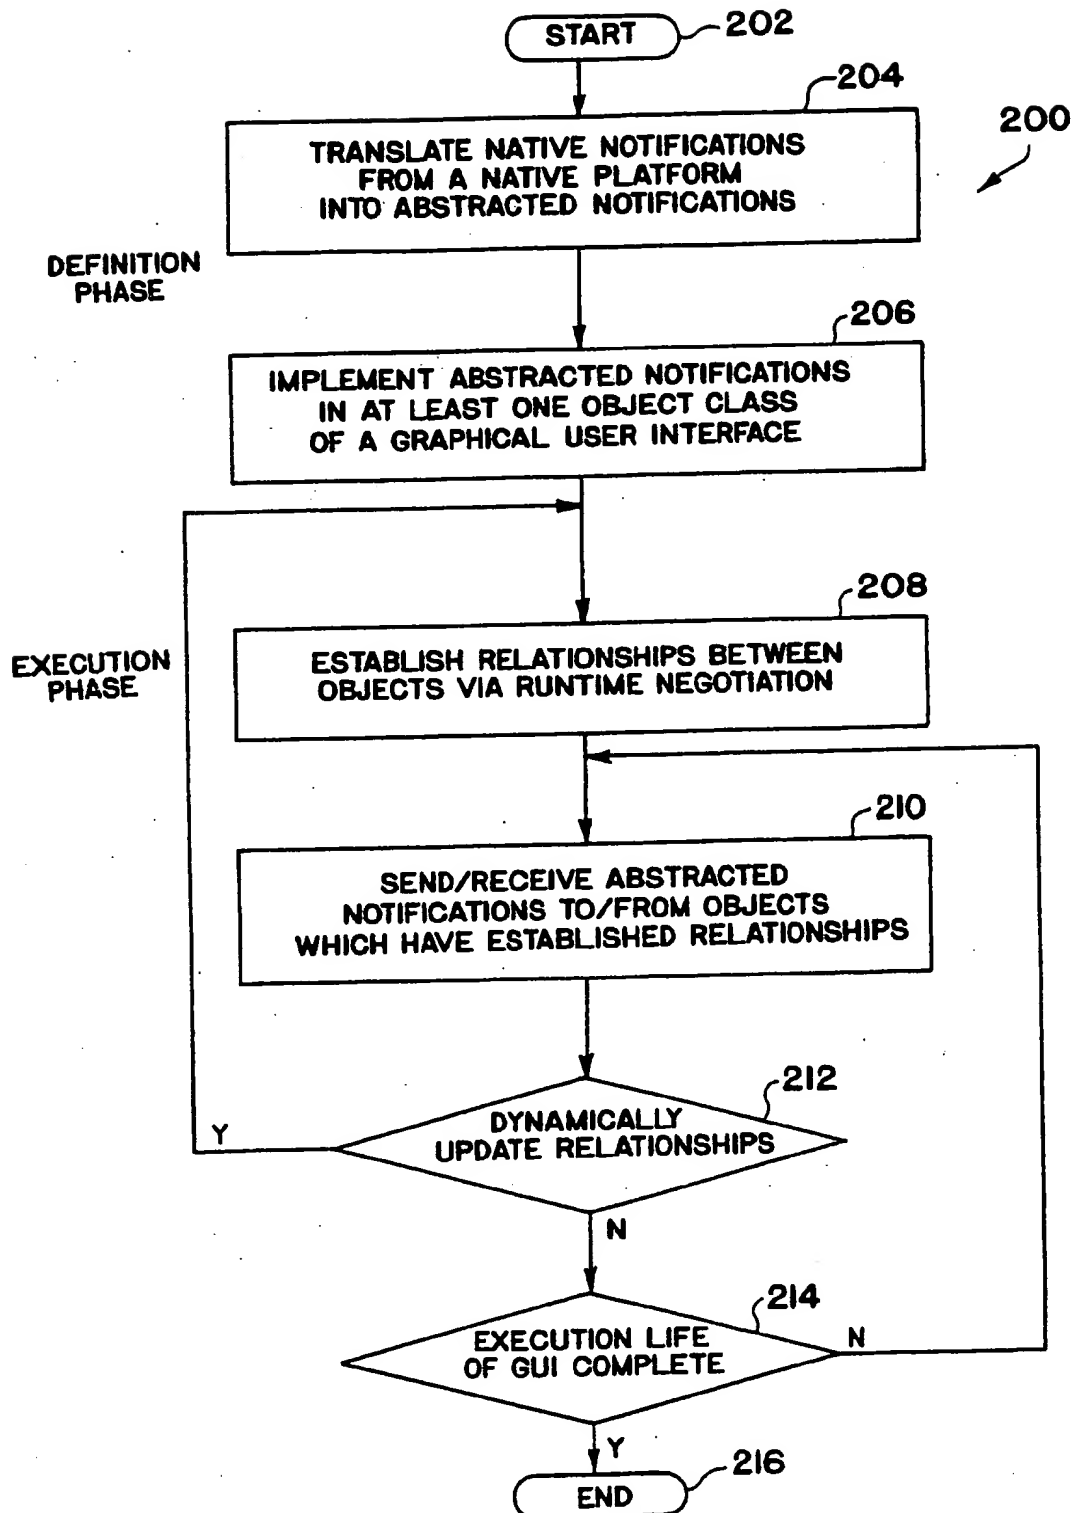 START
202
204
200
TRANSLATE NATIVE NOTIFICATIONS
FROM A NATIVE PLATFORM
INTO ABSTRACTED NOTIFICATIONS
DEFINITION
PHASE
206
IMPLEMENT ABSTRACTED NOTIFICATIONS
IN AT LEAST ONE OBJECT CLASS
OF A GRAPHICAL USER INTERFACE
208
EXECUTION
PHASE
ESTABLISH RELATIONSHIPS BETWEEN
OBJECTS VIA RUNTIME NEGOTIATION
210
SEND/RECEIVE ABSTRACTED
NOTIFICATIONS TO/FROM OBJECTS
WHICH HAVE ESTABLISHED RELATIONSHIPS
212
DYNAMICALLY
UPDATE RELATIONSHIPS
Y
N
214
EXECUTION LIFE
OF GUI COMPLETE
N
Y
216
END